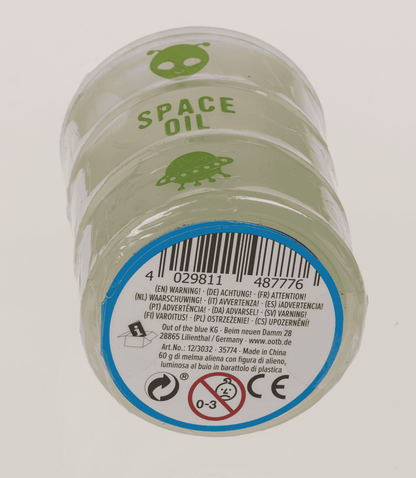 SPACE
OIL
4 029811 487776
(EN) WARNING! · (DE) ACHTUNG! · (FR) ATTENTION!
(NL) WAARSCHUWING! · (IT) AVVERTENZA! · (ES) ¡ADVERTENCIA!
(PT) ADVERTÊNCIA! · (DA) ADVARSEL! · (SV) VARNING!
(FI) VAROITUS! · (PL) OSTRZEŻENIE! · (CS) UPOZORNĚNÍ!
Out of the blue KG · Beim neuen Damm 28
28865 Lilienthal / Germany · www.ootb.de
Art.No.: 12/3032 · 35774 · Made in China
60 g di melma aliena con figura di alieno,
luminosa al buio in barattolo di plastica
® 0-3 CE